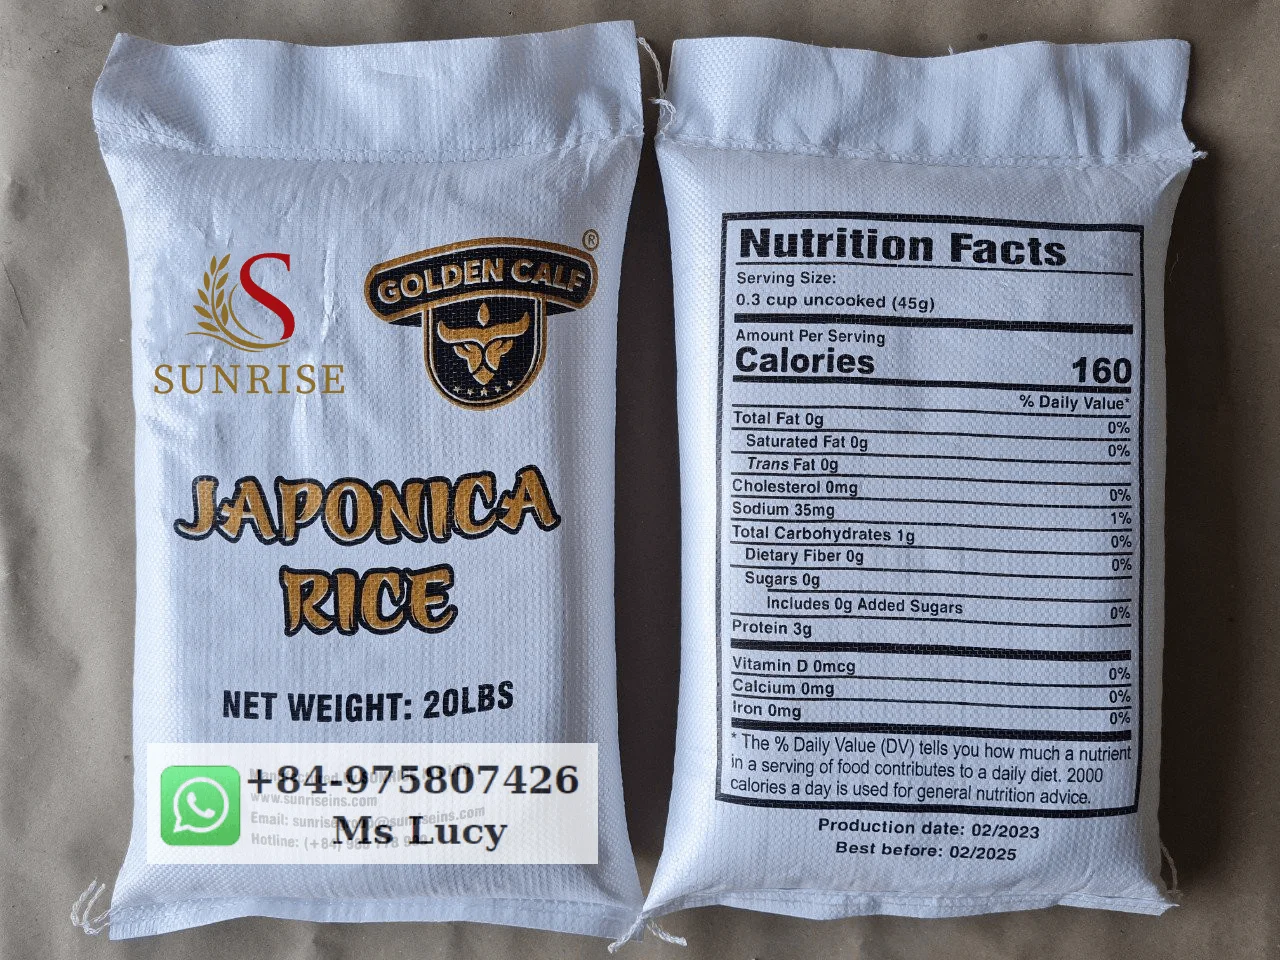 S
SUNRISE
GOLDEN CALF ®
JAPONICA
RICE
NET WEIGHT: 20LBS
+84-975807426
Ms Lucy
www.sunriseins.com
Email:
Hotline: (+84)
Nutrition Facts
Serving Size:
0.3 cup uncooked (45g)
Amount Per Serving
Calories 160
% Daily Value*
Total Fat 0g 0%
Saturated Fat 0g 0%
Trans Fat 0g
Cholesterol 0mg 0%
Sodium 35mg 1%
Total Carbohydrates 1g 0%
Dietary Fiber 0g 0%
Sugars 0g
Includes 0g Added Sugars 0%
Protein 3g
Vitamin D 0mcg 0%
Calcium 0mg 0%
Iron 0mg 0%
* The % Daily Value (DV) tells you how much a nutrient
in a serving of food contributes to a daily diet. 2000
calories a day is used for general nutrition advice.
Production date: 02/2023
Best before: 02/2025